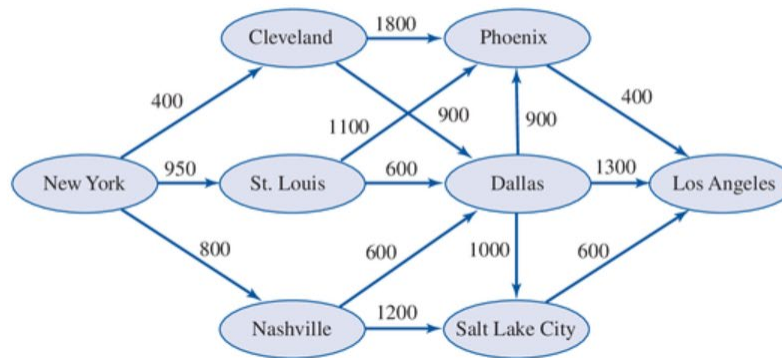 1800
Cleveland
Phoenix
400
400
1100
900
900
950
600
1300
New York
St. Louis
Dallas
Los Angeles
800
600
1000
600
1200
Nashville
Salt Lake City